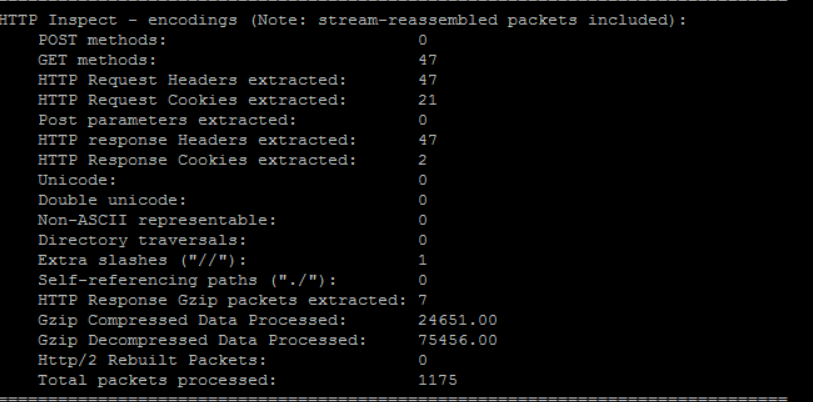 ===============================================================================
HTTP Inspect - encodings (Note: stream-reassembled packets included):
    POST methods:                         0
    GET methods:                          47
    HTTP Request Headers extracted:       47
    HTTP Request Cookies extracted:       21
    Post parameters extracted:            0
    HTTP response Headers extracted:      47
    HTTP Response Cookies extracted:      2
    Unicode:                              0
    Double unicode:                       0
    Non-ASCII representable:              0
    Directory traversals:                 0
    Extra slashes ("//"):                 1
    Self-referencing paths ("./"):        0
    HTTP Response Gzip packets extracted: 7
    Gzip Compressed Data Processed:       24651.00
    Gzip Decompressed Data Processed:     75456.00
    Http/2 Rebuilt Packets:               0
    Total packets processed:              1175
===============================================================================